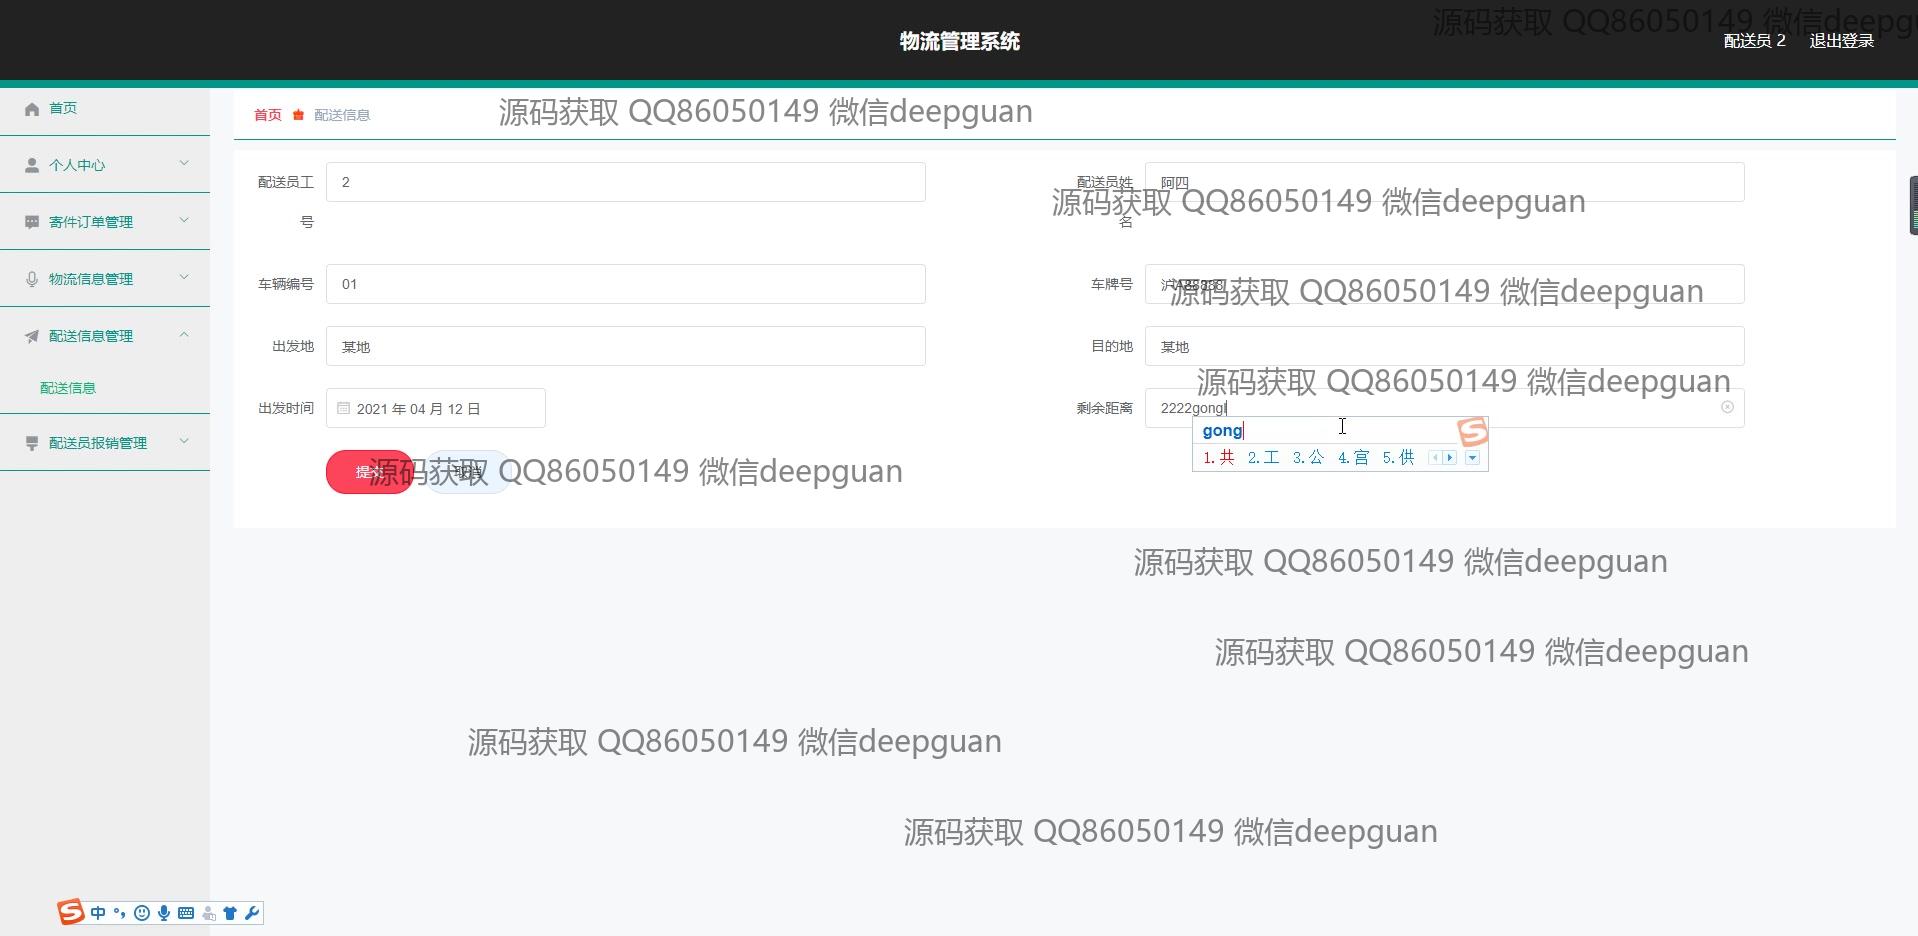 源码获取 QQ86050149 微信deepg
物流管理系统
配送员 2 退出登录
首页
个人中心
寄件订单管理
物流信息管理
配送信息管理
配送信息
配送员报销管理
首页 配送信息
源码获取 QQ86050149 微信deepguan
配送员工号 2
配送员姓名 阿四
源码获取 QQ86050149 微信deepguan
车辆编号 01
车牌号
源码获取 QQ86050149 微信deepguan
出发地 某地
目的地 某地
源码获取 QQ86050149 微信deepguan
出发时间 2021 年 04 月 12 日
剩余距离 2222gong
gong
1.共 2.工 3.公 4.宫 5.供
提交 取消
源码获取 QQ86050149 微信deepguan
源码获取 QQ86050149 微信deepguan
源码获取 QQ86050149 微信deepguan
源码获取 QQ86050149 微信deepguan
源码获取 QQ86050149 微信deepguan
中